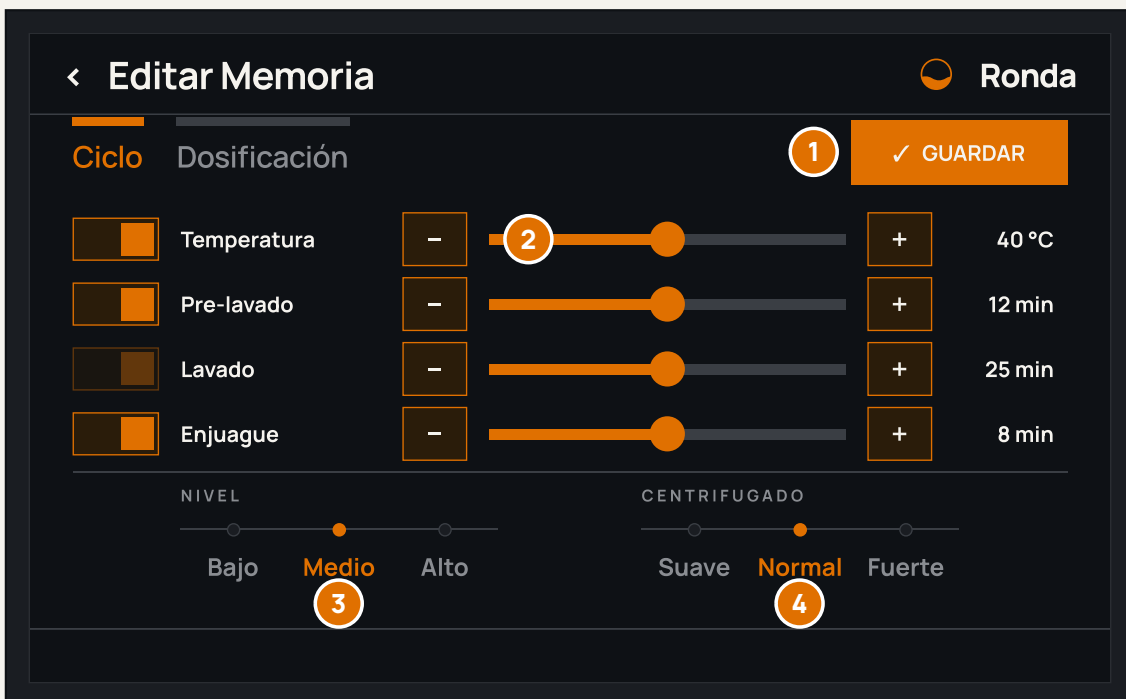 ‹ Editar Memoria Ronda
Ciclo Dosificación 1 ✓ GUARDAR
Temperatura − 2 + 40 °C
Pre-lavado − + 12 min
Lavado − + 25 min
Enjuague − + 8 min
NIVEL CENTRIFUGADO
Bajo Medio Alto Suave Normal Fuerte
3 4